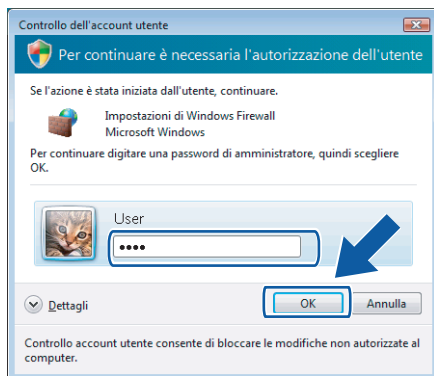 Controllo dell'account utente
Per continuare è necessaria l'autorizzazione dell'utente
Se l'azione è stata iniziata dall'utente, continuare.
Impostazioni di Windows Firewall
Microsoft Windows
Per continuare digitare una password di amministratore, quindi scegliere
OK.
User
••••
Dettagli
OK
Annulla
Controllo account utente consente di bloccare le modifiche non autorizzate al
computer.